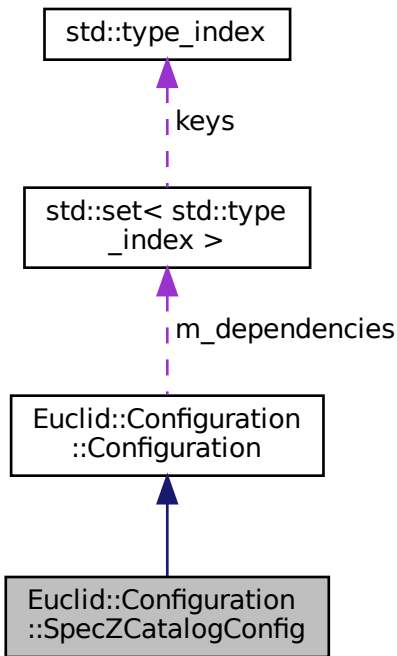 std::type_index
keys
std::set< std::type
_index >
m_dependencies
Euclid::Configuration
::Configuration
Euclid::Configuration
::SpecZCatalogConfig